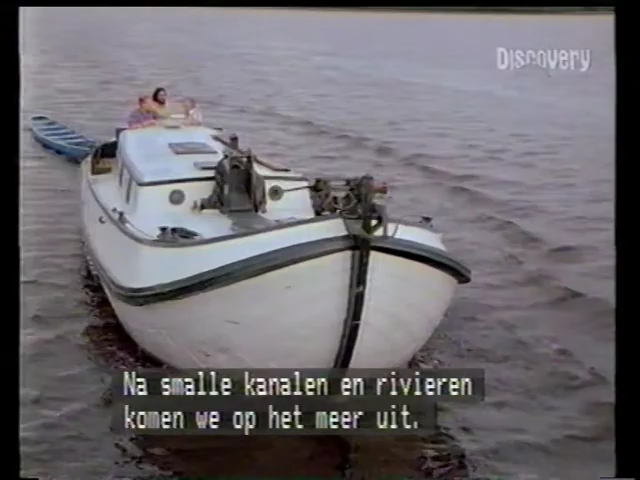 Discovery
Na smalle kanalen en rivieren
komen we op het meer uit.